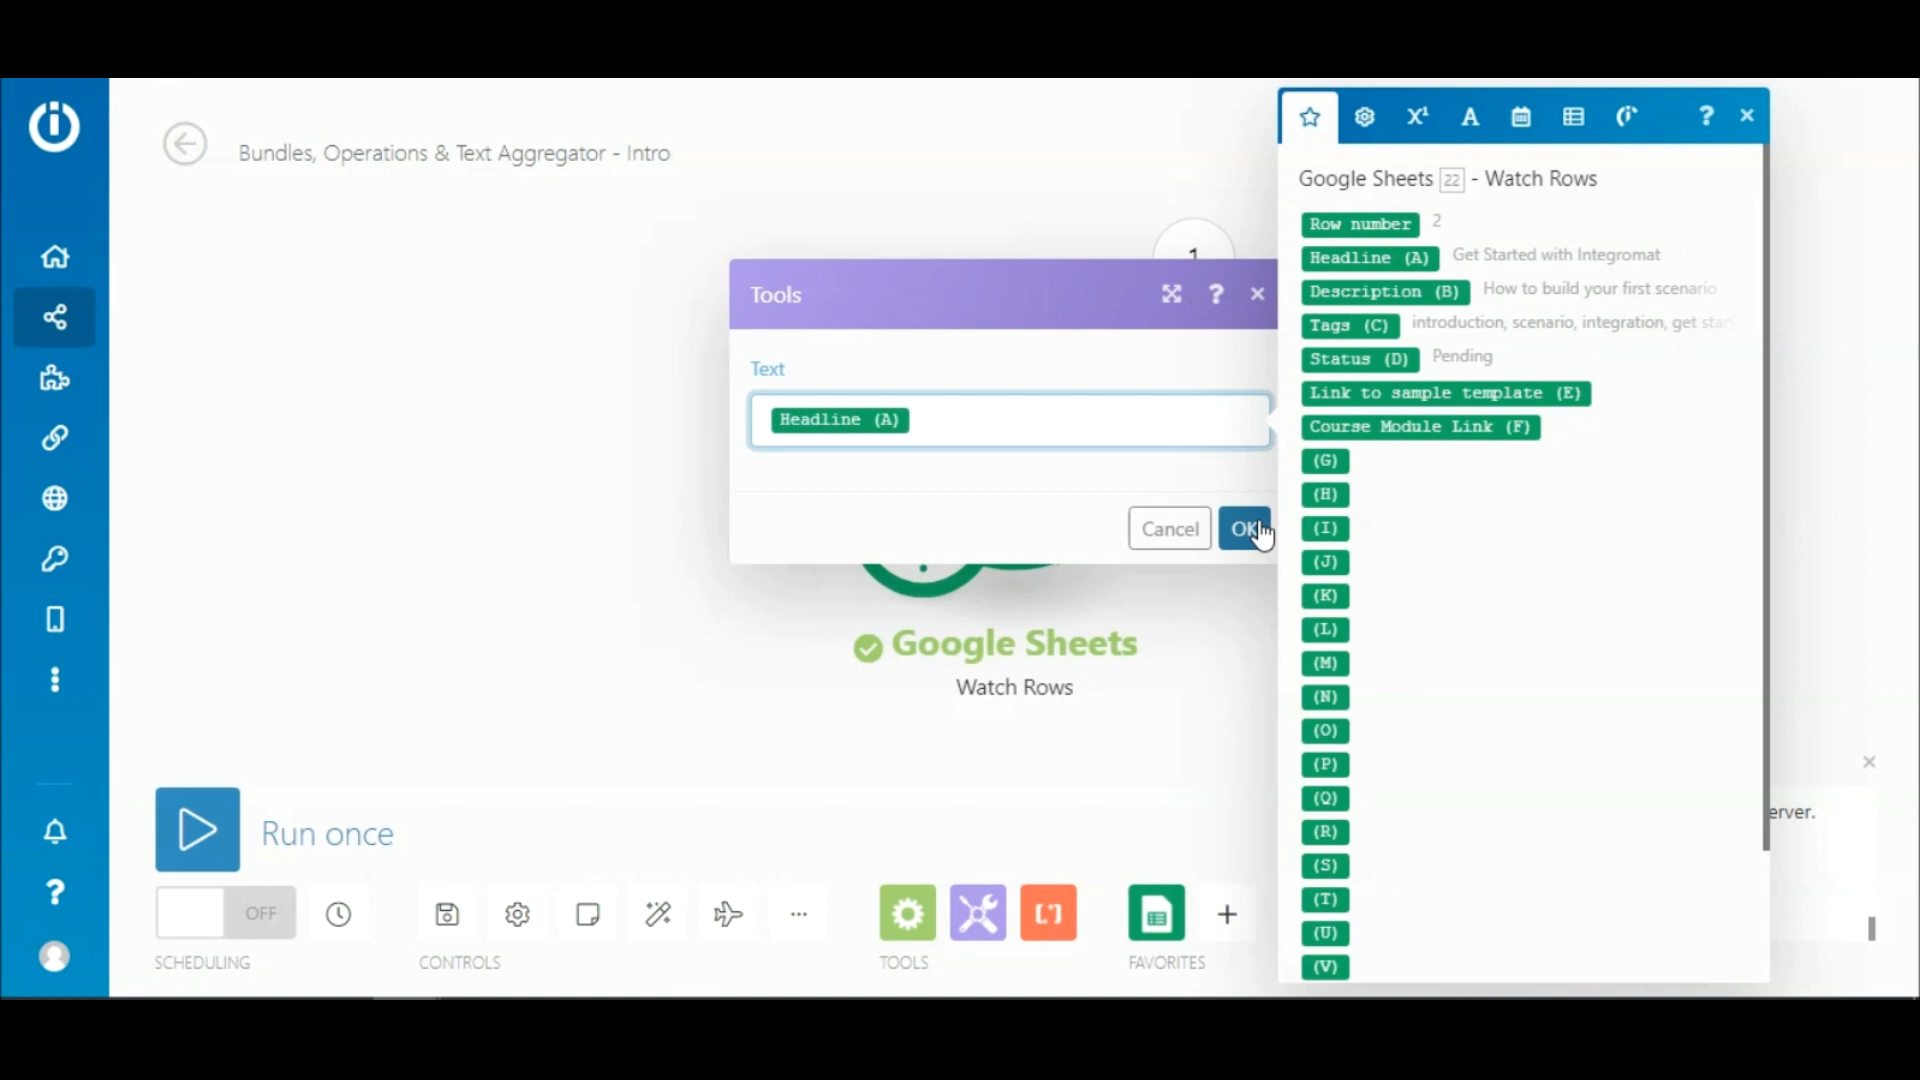 Bundles, Operations & Text Aggregator - Intro
1
Tools
?
Text
Headline (A)
Cancel
OK
Google Sheets
Watch Rows
Run once
OFF
SCHEDULING
CONTROLS
TOOLS
FAVORITES
X¹
A
?
Google Sheets 22 - Watch Rows
Row number 2
Headline (A) Get Started with Integromat
Description (B) How to build your first scenario
Tags (C) introduction, scenario, integration, get
Status (D) Pending
Link to sample template (E)
Course Module Link (F)
(G)
(H)
(I)
(J)
(K)
(L)
(M)
(N)
(O)
(P)
(Q)
(R)
(S)
(T)
(U)
(V)
erver.